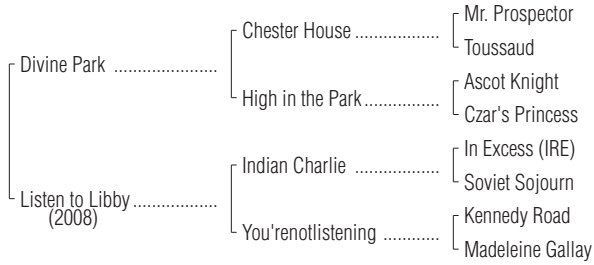 Mr. Prospector
Chester House ..................
Toussaud
Divine Park ......................
Ascot Knight
High in the Park ................
Czar's Princess
In Excess (IRE)
Indian Charlie ..................
Soviet Sojourn
Listen to Libby ..................
(2008)
Kennedy Road
You'renotlistening ............
Madeleine Gallay